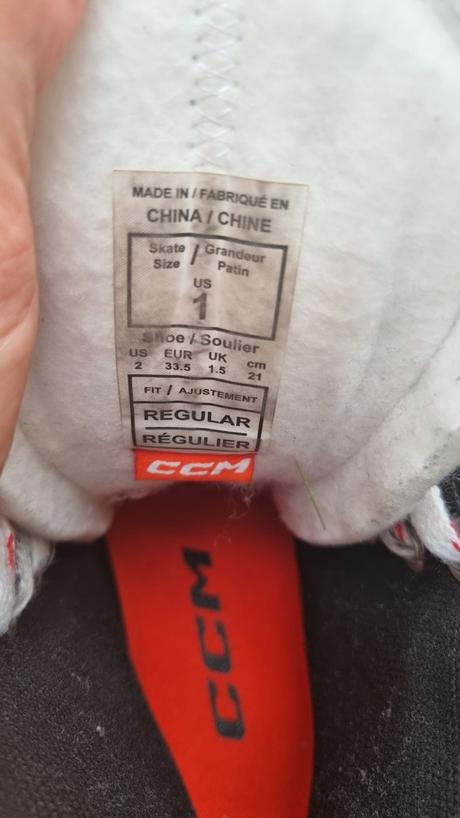 MADE IN / FABRIQUÉ EN
CHINA / CHINE
Skate / Grandeur
Size Patin
US
1
Shoe / Soulier
US EUR UK cm
2 33.5 1.5 21
FIT / AJUSTEMENT
REGULAR
RÉGULIER
CCM
CCM